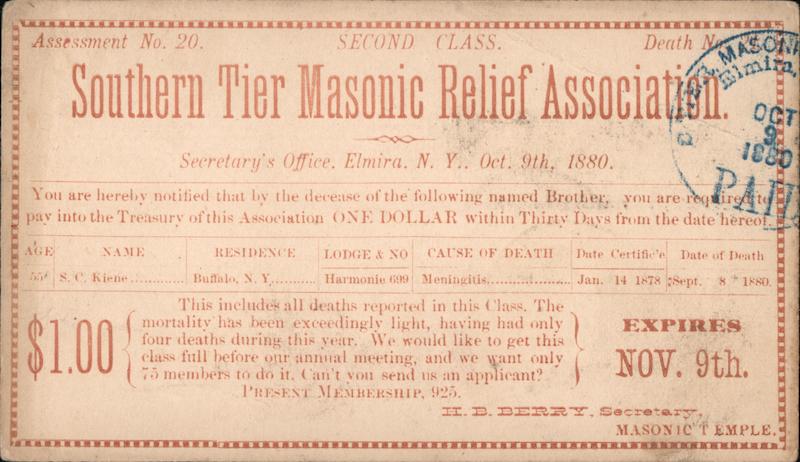 Assessment No. 20. SECOND CLASS. Death No.
Southern Tier Masonic Relief Association.
Secretary's Office, Elmira, N. Y., Oct. 9th, 1880.
You are hereby notified that by the decease of the following named Brother, you are required to
pay into the Treasury of this Association ONE DOLLAR within Thirty Days from the date hereof.
AGE NAME RESIDENCE LODGE & NO CAUSE OF DEATH Date Certific'e Date of Death
55 S. C. Kiene Buffalo, N. Y. Harmonie 699 Meningitis Jan. 14 1878 Sept. 8 1880.
$1.00
This includes all deaths reported in this Class. The
mortality has been exceedingly light, having had only
four deaths during this year. We would like to get this
class full before our annual meeting, and we want only
75 members to do it. Can't you send us an applicant?
PRESENT MEMBERSHIP, 925.
EXPIRES
NOV. 9th.
H. B. BERRY, Secretary,
MASONIC TEMPLE.
TIER MASONI
Elmira,
OCT
9
1880
PAID